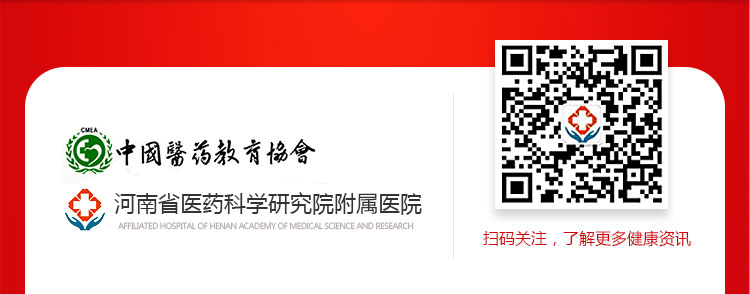 CMEA
中國醫药教育協會
河南省医药科学研究院附属医院
AFFILIATED HOSPITAL OF HENAN ACADEMY OF MEDICAL SCIENCE AND RESEARCH
扫码关注，了解更多健康资讯